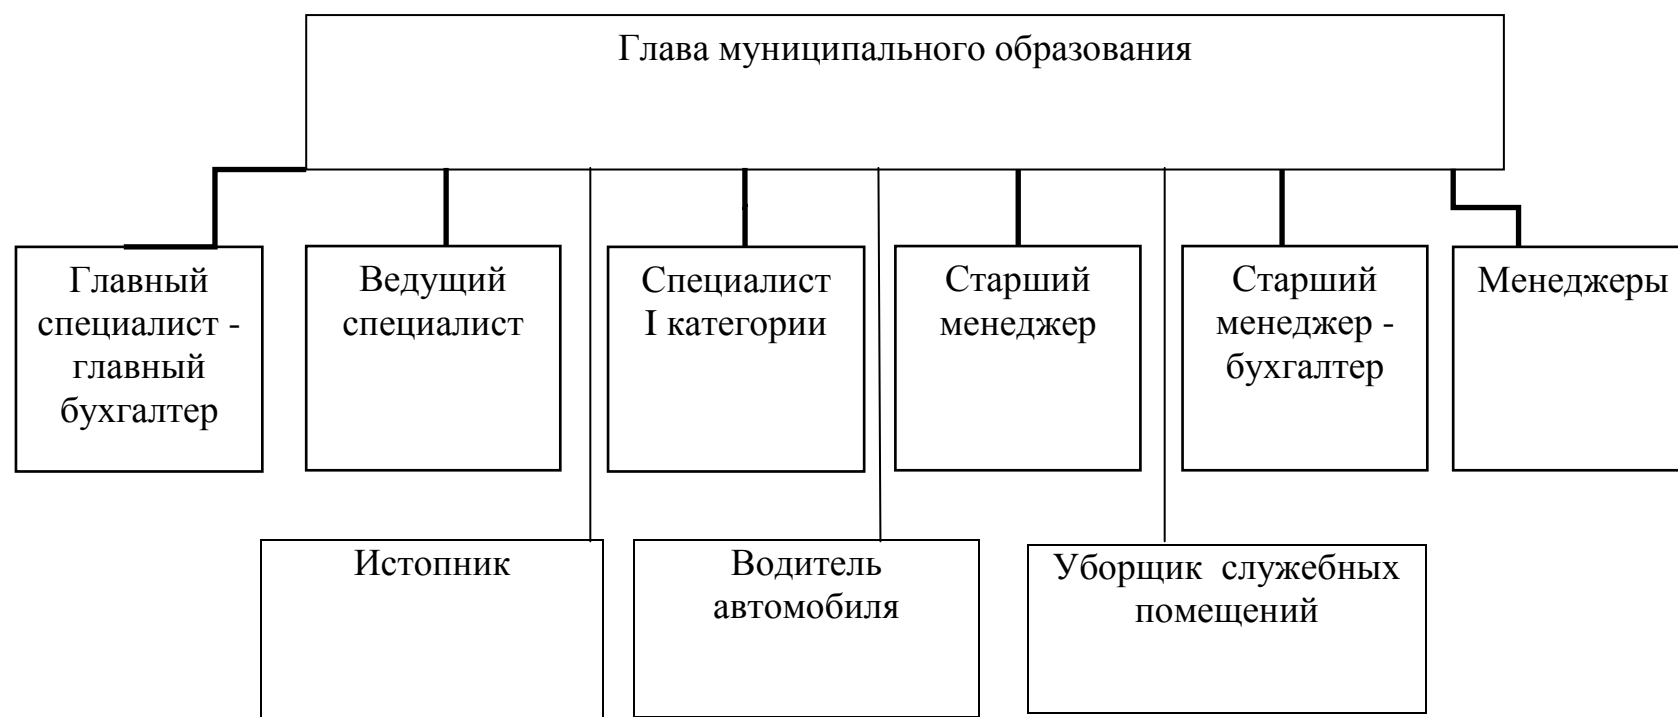 Глава муниципального образования
Главный
специалист -
главный
бухгалтер
Ведущий
специалист
Специалист
I категории
Старший
менеджер
Старший
менеджер -
бухгалтер
Менеджеры
Истопник
Водитель
автомобиля
Уборщик служебных
помещений